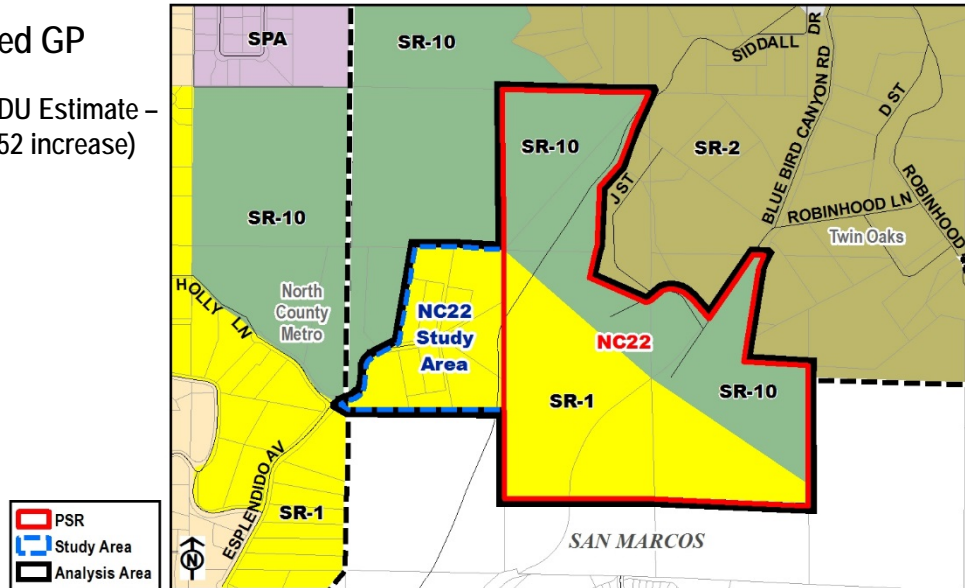 ed GP
DU Estimate –
52 increase)
SPA
SR-10
SR-10
SR-2
SIDDALL DR
BLUE BIRD CANYON RD
D ST
J ST
ROBINHOOD LN
ROBINHOOD
Twin Oaks
SR-10
North
County
Metro
HOLLY LN
NC22
Study
Area
NC22
SR-1
SR-10
ESPLENDIDO AV
SR-1
SAN MARCOS
PSR
Study Area
Analysis Area
N